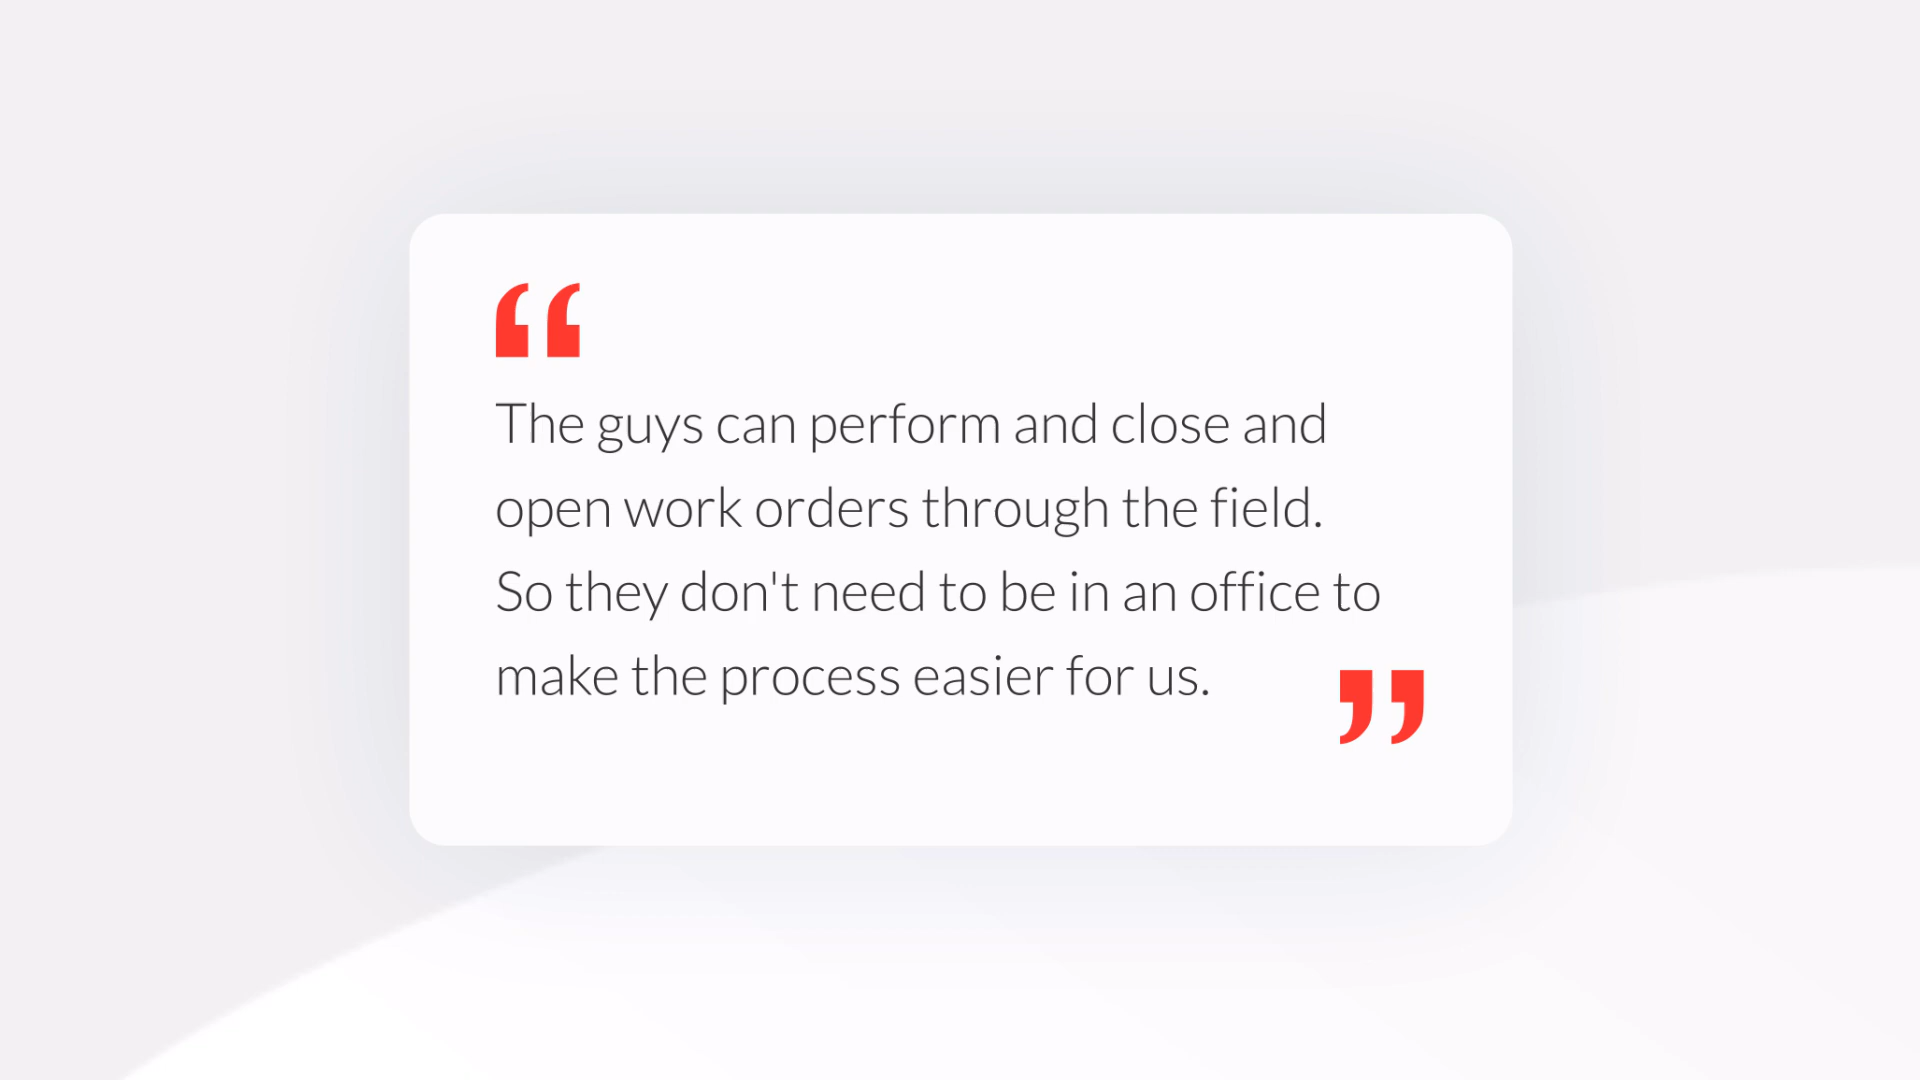 “
The guys can perform and close and
open work orders through the field.
So they don't need to be in an office to
make the process easier for us.
”